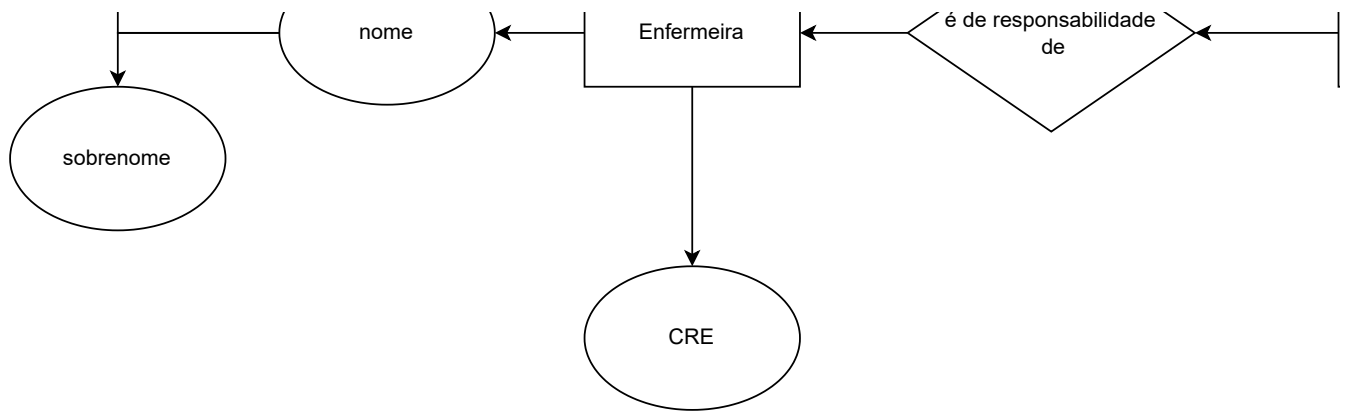 nome
Enfermeira
é de responsabilidade
de
sobrenome
CRE